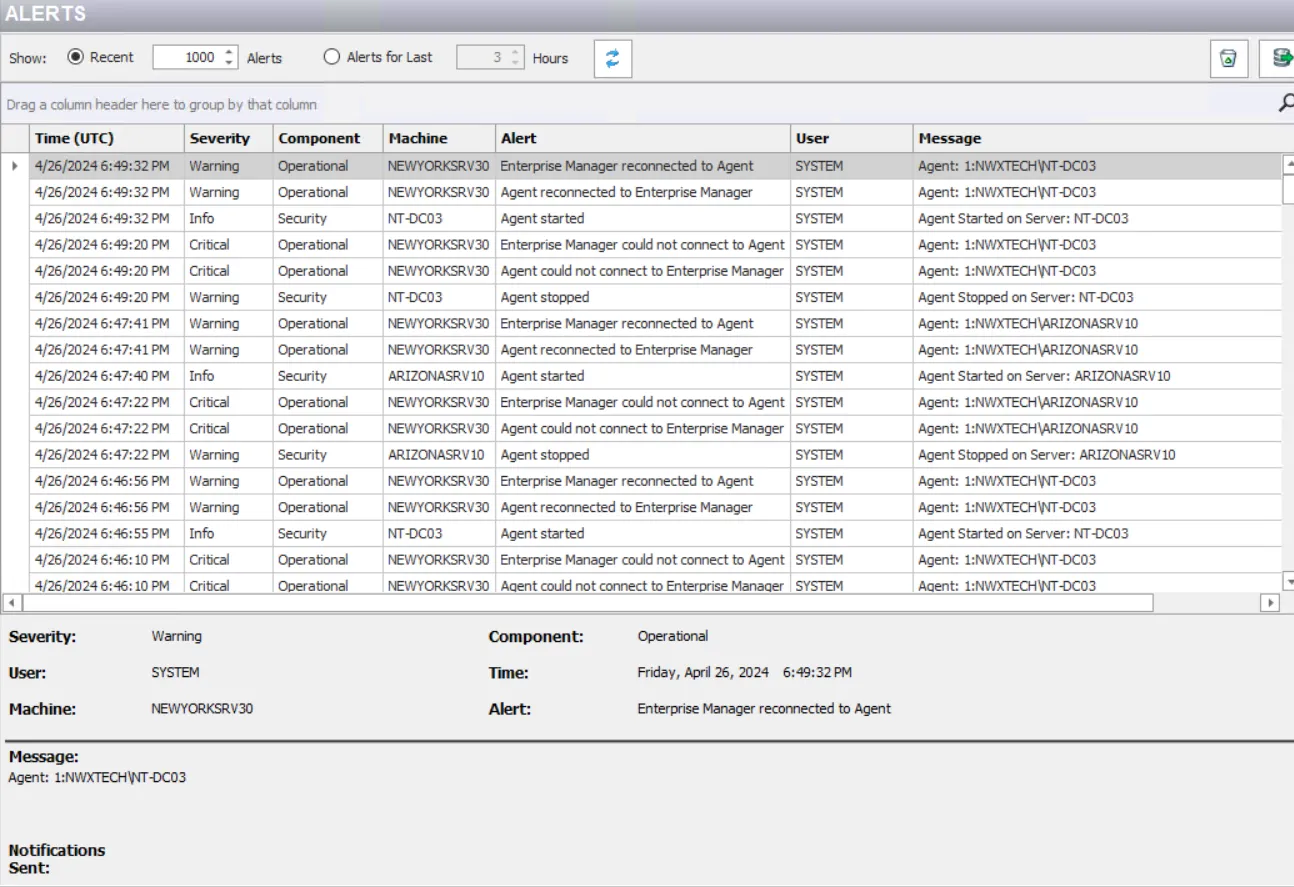 ALERTS
Show: Recent 1000 Alerts Alerts for Last 3 Hours
Drag a column header here to group by that column
Time (UTC) Severity Component Machine Alert User Message
4/26/2024 6:49:32 PM Warning Operational NEWYORKSRV30 Enterprise Manager reconnected to Agent SYSTEM Agent: 1:NWXTECH\NT-DC03
4/26/2024 6:49:32 PM Warning Operational NEWYORKSRV30 Agent reconnected to Enterprise Manager SYSTEM Agent: 1:NWXTECH\NT-DC03
4/26/2024 6:49:32 PM Info Security NT-DC03 Agent started SYSTEM Agent Started on Server: NT-DC03
4/26/2024 6:49:20 PM Critical Operational NEWYORKSRV30 Enterprise Manager could not connect to Agent SYSTEM Agent: 1:NWXTECH\NT-DC03
4/26/2024 6:49:20 PM Critical Operational NEWYORKSRV30 Agent could not connect to Enterprise Manager SYSTEM Agent: 1:NWXTECH\NT-DC03
4/26/2024 6:49:20 PM Warning Security NT-DC03 Agent stopped SYSTEM Agent Stopped on Server: NT-DC03
4/26/2024 6:47:41 PM Warning Operational NEWYORKSRV30 Enterprise Manager reconnected to Agent SYSTEM Agent: 1:NWXTECH\ARIZONASRV10
4/26/2024 6:47:41 PM Warning Operational NEWYORKSRV30 Agent reconnected to Enterprise Manager SYSTEM Agent: 1:NWXTECH\ARIZONASRV10
4/26/2024 6:47:40 PM Info Security ARIZONASRV10 Agent started SYSTEM Agent Started on Server: ARIZONASRV10
4/26/2024 6:47:22 PM Critical Operational NEWYORKSRV30 Enterprise Manager could not connect to Agent SYSTEM Agent: 1:NWXTECH\ARIZONASRV10
4/26/2024 6:47:22 PM Critical Operational NEWYORKSRV30 Agent could not connect to Enterprise Manager SYSTEM Agent: 1:NWXTECH\ARIZONASRV10
4/26/2024 6:47:22 PM Warning Security ARIZONASRV10 Agent stopped SYSTEM Agent Stopped on Server: ARIZONASRV10
4/26/2024 6:46:56 PM Warning Operational NEWYORKSRV30 Enterprise Manager reconnected to Agent SYSTEM Agent: 1:NWXTECH\NT-DC03
4/26/2024 6:46:56 PM Warning Operational NEWYORKSRV30 Agent reconnected to Enterprise Manager SYSTEM Agent: 1:NWXTECH\NT-DC03
4/26/2024 6:46:55 PM Info Security NT-DC03 Agent started SYSTEM Agent Started on Server: NT-DC03
4/26/2024 6:46:10 PM Critical Operational NEWYORKSRV30 Enterprise Manager could not connect to Agent SYSTEM Agent: 1:NWXTECH\NT-DC03
4/26/2024 6:46:10 PM Critical Operational NEWYORKSRV30 Agent could not connect to Enterprise Manager SYSTEM Agent: 1:NWXTECH\NT-DC03
Severity: Warning Component: Operational
User: SYSTEM Time: Friday, April 26, 2024 6:49:32 PM
Machine: NEWYORKSRV30 Alert: Enterprise Manager reconnected to Agent
Message:
Agent: 1:NWXTECH\NT-DC03
Notifications
Sent: